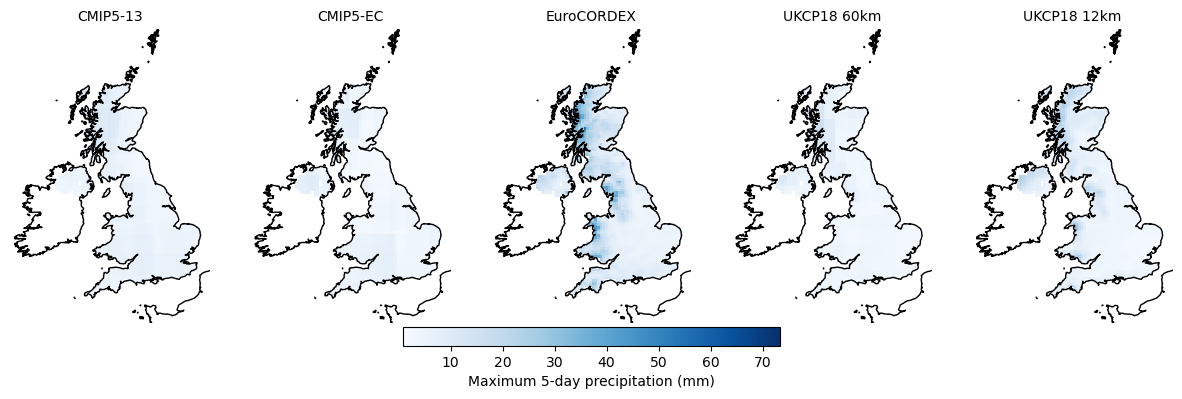 CMIP5-13
CMIP5-EC
EuroCORDEX
UKCP18 60km
UKCP18 12km
10 20 30 40 50 60 70
Maximum 5-day precipitation (mm)